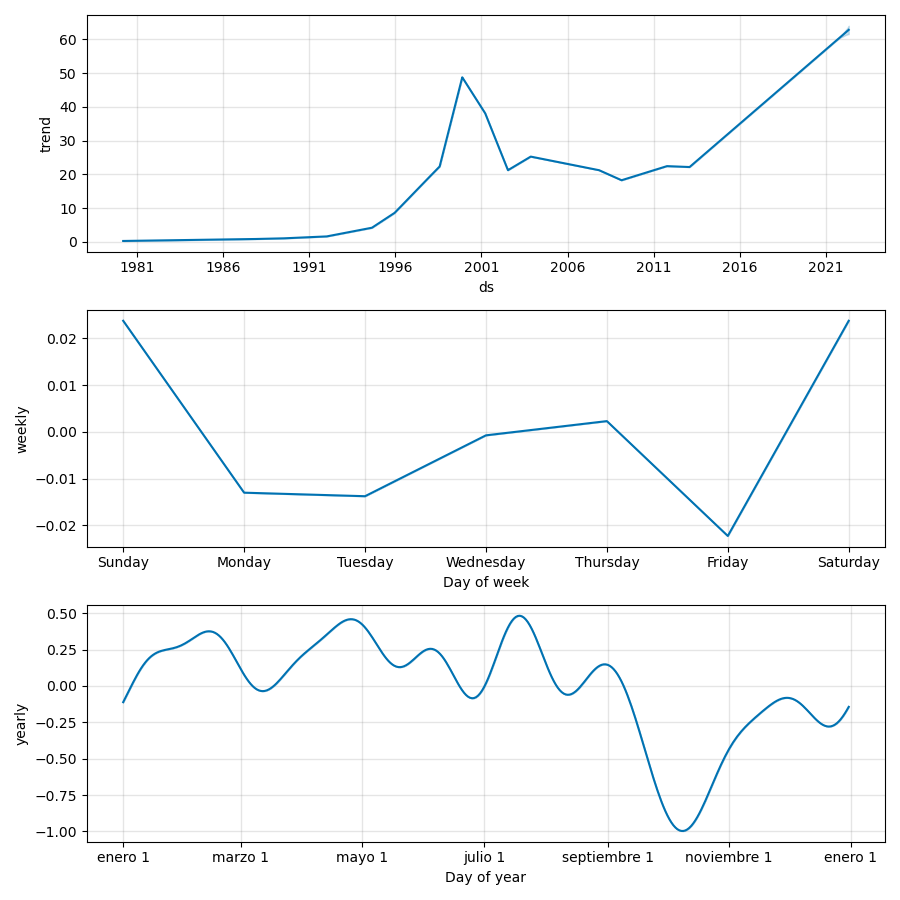 60
50
40
30
20
10
0
trend
1981 1986 1991 1996 2001 2006 2011 2016 2021
ds
0.02
0.01
0.00
−0.01
−0.02
weekly
Sunday Monday Tuesday Wednesday Thursday Friday Saturday
Day of week
0.50
0.25
0.00
−0.25
−0.50
−0.75
−1.00
yearly
enero 1 marzo 1 mayo 1 julio 1 septiembre 1 noviembre 1 enero 1
Day of year